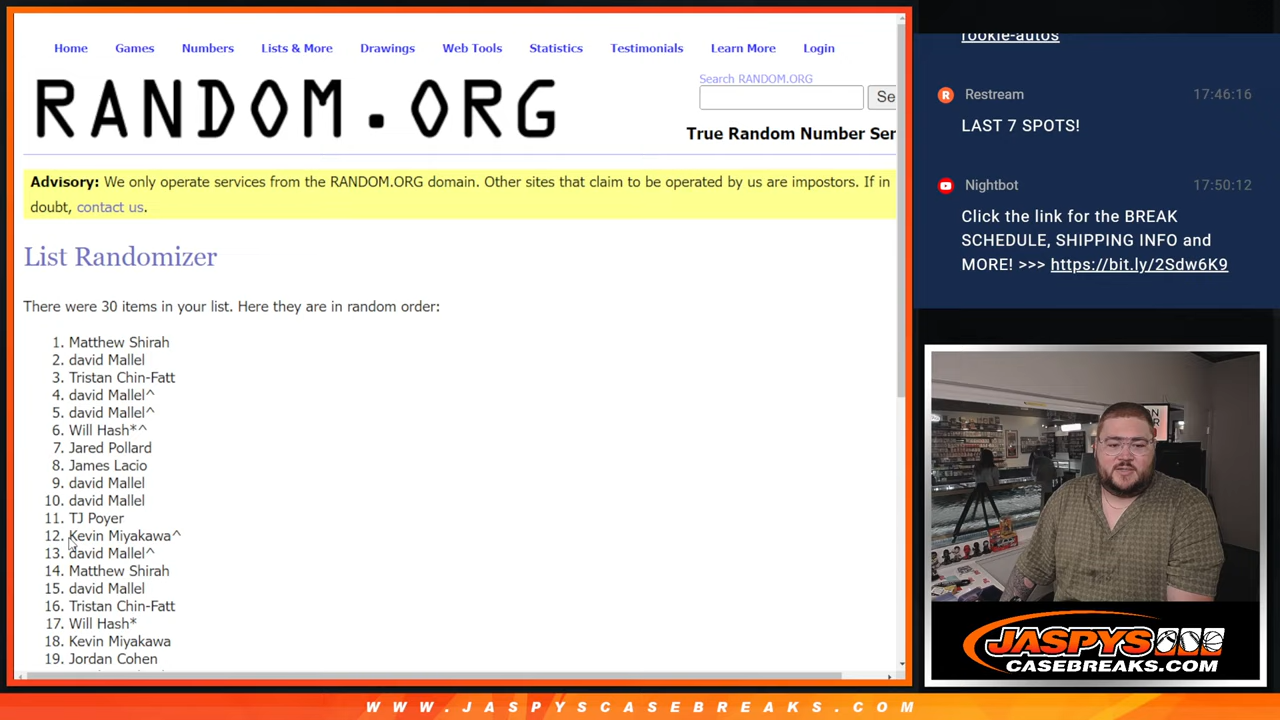 Home Games Numbers Lists & More Drawings Web Tools Statistics Testimonials Learn More Login
RANDOM.ORG
Search RANDOM.ORG
Se
True Random Number Ser
Advisory: We only operate services from the RANDOM.ORG domain. Other sites that claim to be operated by us are impostors. If in
doubt, contact us.
List Randomizer
There were 30 items in your list. Here they are in random order:
1. Matthew Shirah
2. david Mallel
3. Tristan Chin-Fatt
4. david Mallel^
5. david Mallel^
6. Will Hash*^
7. Jared Pollard
8. James Lacio
9. david Mallel
10. david Mallel
11. TJ Poyer
12. Kevin Miyakawa^
13. david Mallel^
14. Matthew Shirah
15. david Mallel
16. Tristan Chin-Fatt
17. Will Hash*
18. Kevin Miyakawa
19. Jordan Cohen
rookie-autos
Restream 17:46:16
LAST 7 SPOTS!
Nightbot 17:50:12
Click the link for the BREAK
SCHEDULE, SHIPPING INFO and
MORE! >>> https://bit.ly/2Sdw6K9
JASPYS
CASEBREAKS.COM
WWW.JASPYSCASEBREAKS.COM